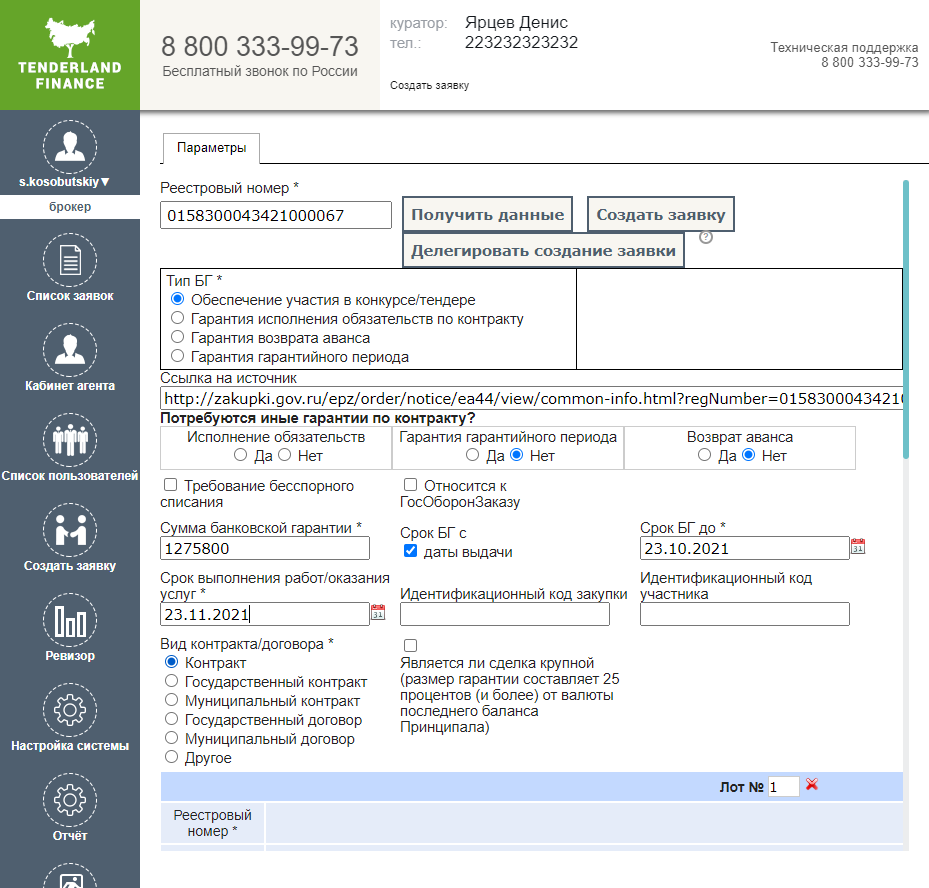 TENDERLAND
FINANCE
8 800 333-99-73
Бесплатный звонок по России
куратор: Ярцев Денис
тел.: 223232323232
Создать заявку
Техническая поддержка
8 800 333-99-73
s.kosobutskiy▼
брокер
Список заявок
Кабинет агента
Список пользователей
Создать заявку
Ревизор
Настройка системы
Отчёт
Параметры
Реестровый номер *
0158300043421000067
Получить данные
Создать заявку
Делегировать создание заявки
?
Тип БГ *
Обеспечение участия в конкурсе/тендере
Гарантия исполнения обязательств по контракту
Гарантия возврата аванса
Гарантия гарантийного периода
Ссылка на источник
http://zakupki.gov.ru/epz/order/notice/ea44/view/common-info.html?regNumber=01583000434210
Потребуются иные гарантии по контракту?
Исполнение обязательств Гарантия гарантийного периода Возврат аванса
Да Нет Да Нет Да Нет
Требование бесспорного
списания
Относится к
ГосОборонЗаказу
Сумма банковской гарантии *
1275800
Срок БГ с
даты выдачи
Срок БГ до *
23.10.2021
31
Срок выполнения работ/оказания
услуг *
23.11.2021
31
Идентификационный код закупки
Идентификационный код
участника
Вид контракта/договора *
Контракт
Государственный контракт
Муниципальный контракт
Государственный договор
Муниципальный договор
Другое
Является ли сделка крупной
(размер гарантии составляет 25
процентов (и более) от валюты
последнего баланса
Принципала)
Лот № 1
Реестровый
номер *